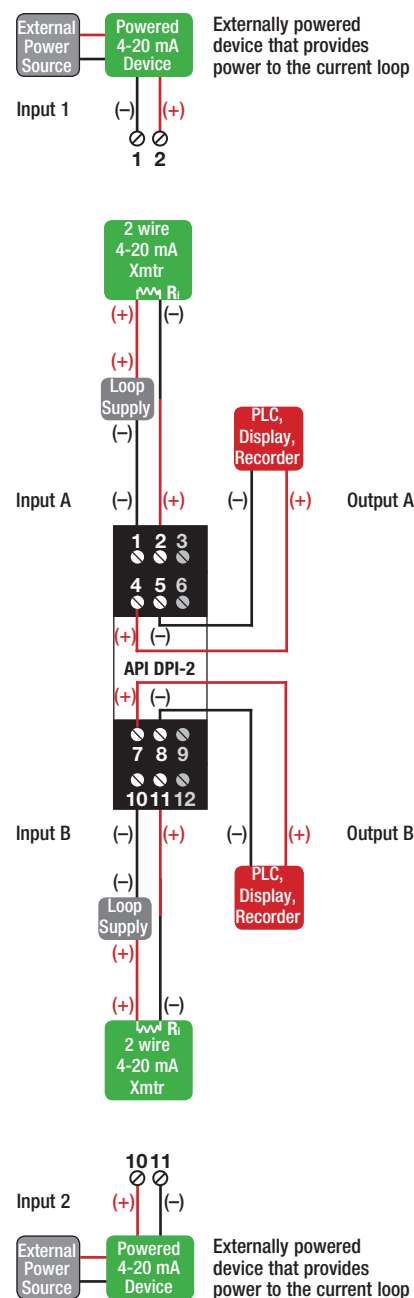 External
Power
Source
Powered
4-20 mA
Device
Externally powered
device that provides
power to the current loop
Input 1
(–)
(+)
1 2
2 wire
4-20 mA
Xmtr
Ri
(+)
(–)
(+)
Loop
Supply
(–)
PLC,
Display,
Recorder
Input A
(–)
(+)
(–)
(+)
Output A
1 2 3
4 5 6
(+)
(–)
API DPI-2
(+)
(–)
7 8 9
10 11 12
Input B
(–)
(+)
(–)
(+)
Output B
(–)
Loop
Supply
PLC,
Display,
Recorder
(+)
(+)
(–)
Ri
2 wire
4-20 mA
Xmtr
10 11
Input 2
(+)
(–)
External
Power
Source
Powered
4-20 mA
Device
Externally powered
device that provides
power to the current loop